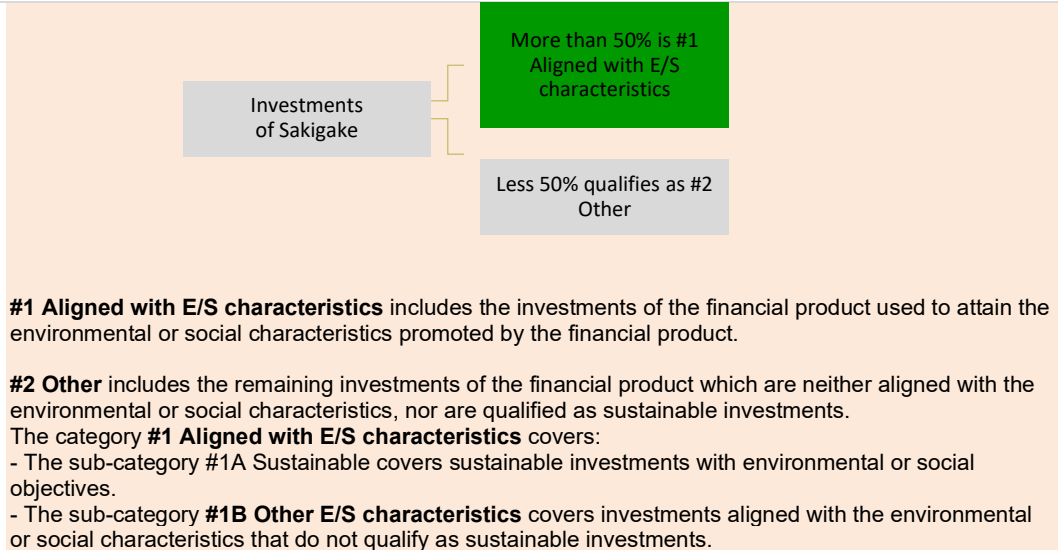 More than 50% is #1
Aligned with E/S
characteristics
Investments
of Sakigake
Less 50% qualifies as #2
Other
#1 Aligned with E/S characteristics includes the investments of the financial product used to attain the
environmental or social characteristics promoted by the financial product.
#2 Other includes the remaining investments of the financial product which are neither aligned with the
environmental or social characteristics, nor are qualified as sustainable investments.
The category #1 Aligned with E/S characteristics covers:
- The sub-category #1A Sustainable covers sustainable investments with environmental or social
objectives.
- The sub-category #1B Other E/S characteristics covers investments aligned with the environmental
or social characteristics that do not qualify as sustainable investments.